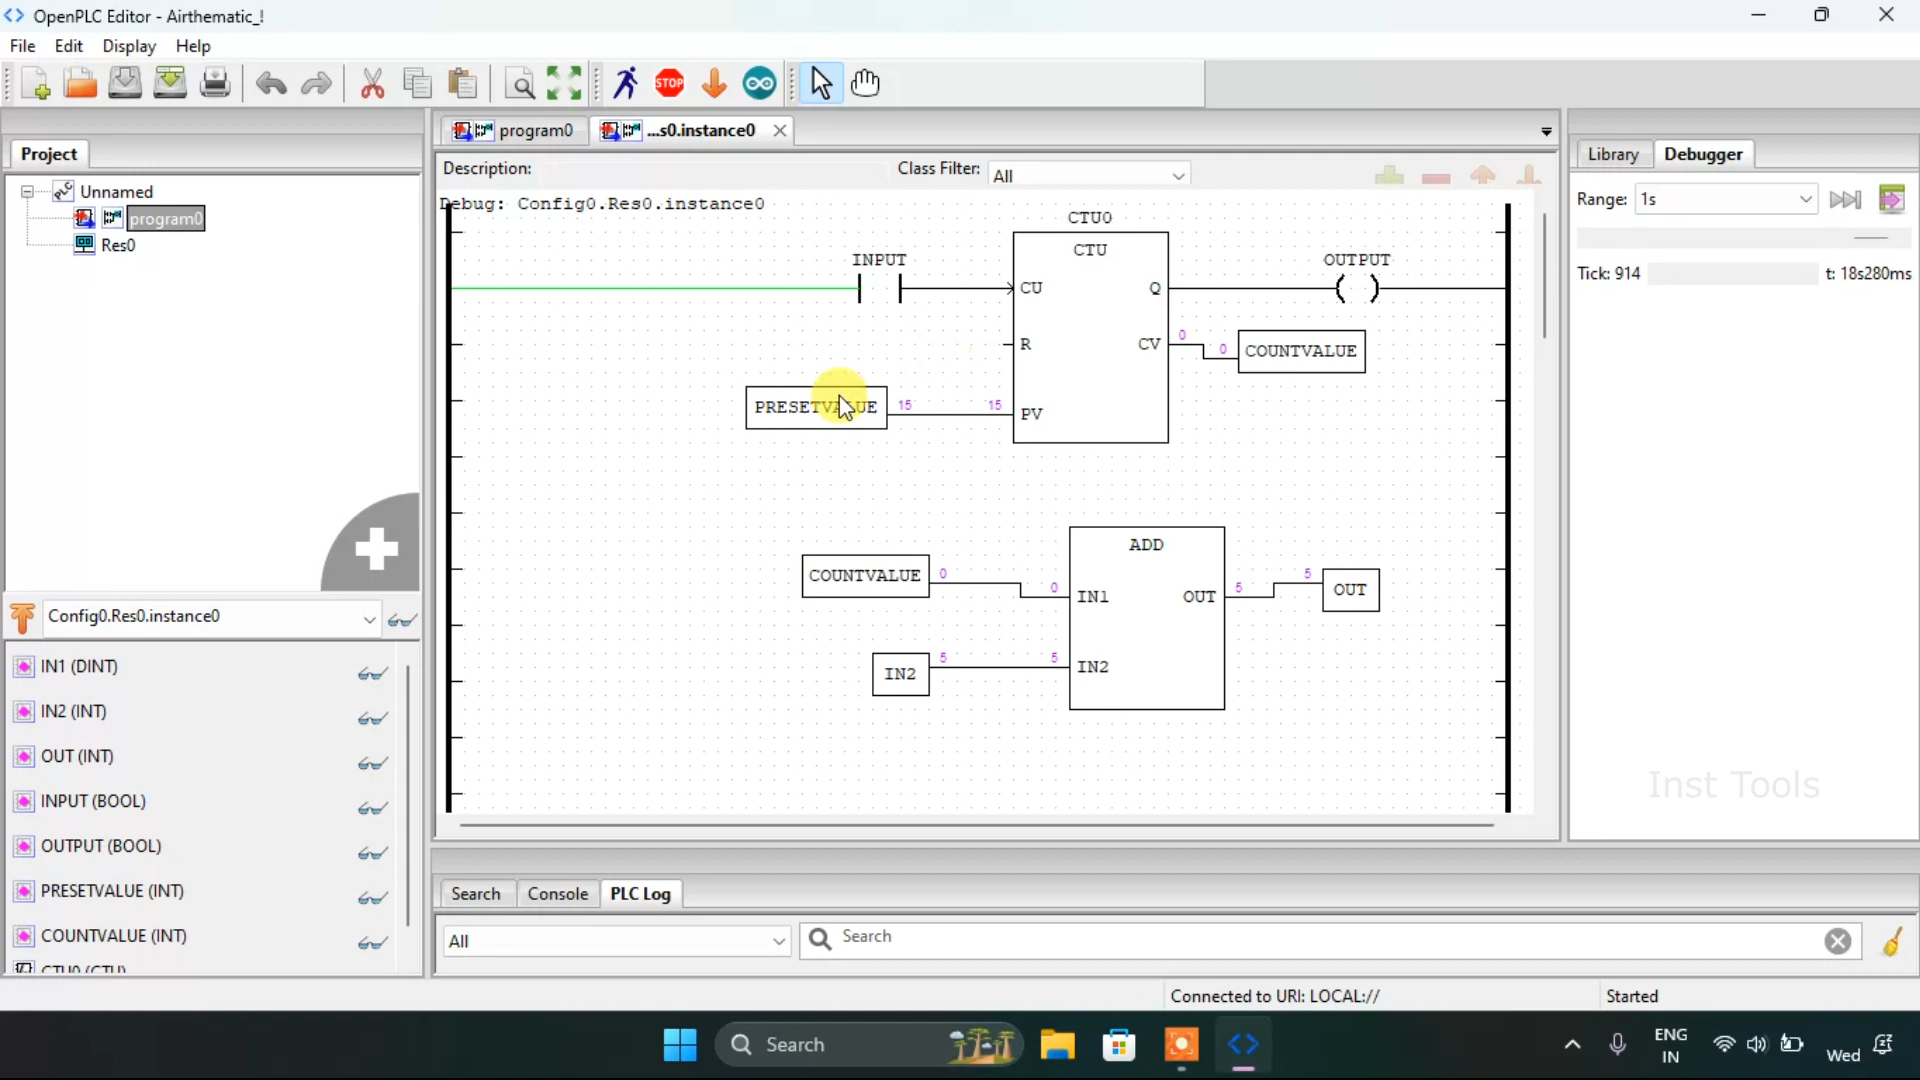 OpenPLC Editor - Airthematic_!
File Edit Display Help
STOP
Project
Unnamed
program0
Res0
Config0.Res0.instance0
IN1 (DINT)
IN2 (INT)
OUT (INT)
INPUT (BOOL)
OUTPUT (BOOL)
PRESETVALUE (INT)
COUNTVALUE (INT)
CTU0 (CTU)
program0 ...s0.instance0
Description: Class Filter: All
Debug: Config0.Res0.instance0
CTU0
CTU
INPUT
OUTPUT
CU Q
R CV 0 0 COUNTVALUE
PRESETVALUE 15 15 PV
ADD
COUNTVALUE 0 0 IN1 OUT 5 5 OUT
IN2 5 5 IN2
Library Debugger
Range: 1s
Tick: 914 t: 18s280ms
Inst Tools
Search Console PLC Log
All Search
Connected to URI: LOCAL:// Started
Search
ENG
IN
Wed